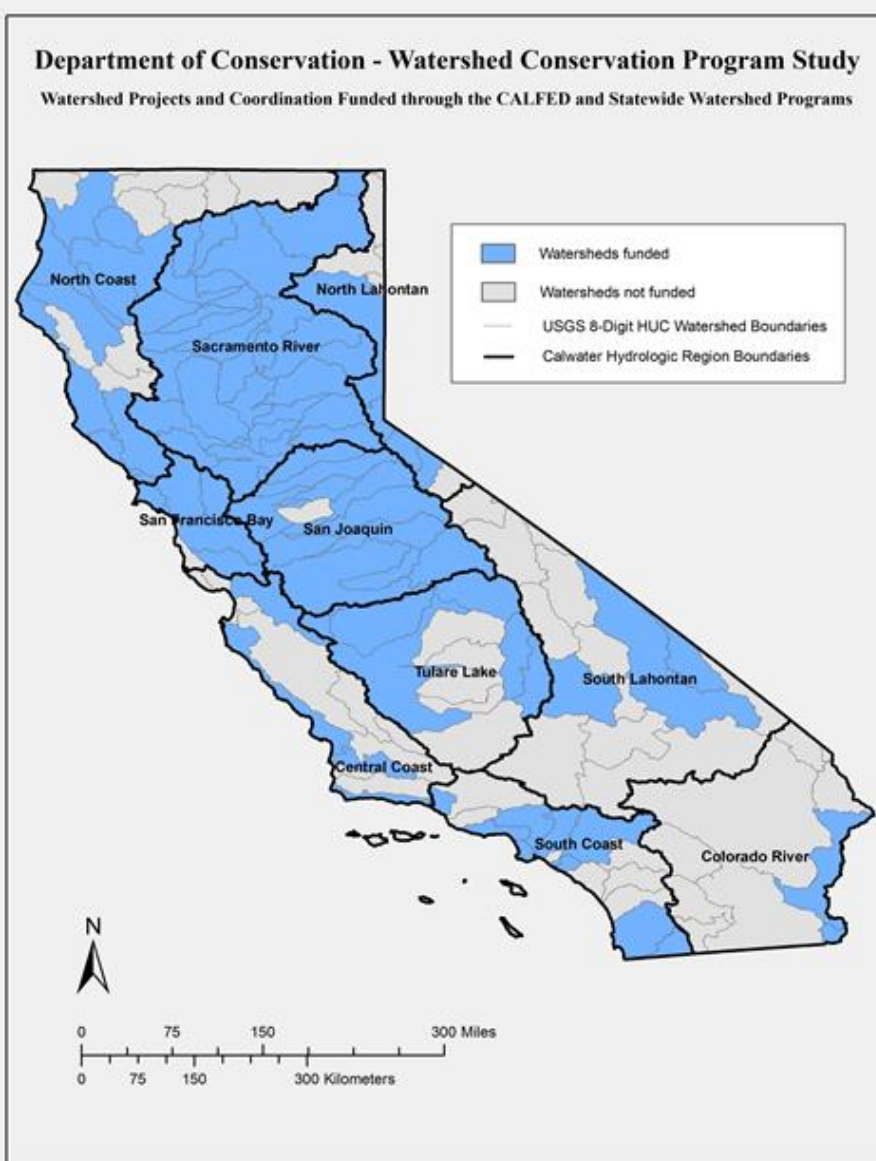 Department of Conservation - Watershed Conservation Program Study
Watershed Projects and Coordination Funded through the CALFED and Statewide Watershed Programs
Watersheds funded
Watersheds not funded
USGS 8-Digit HUC Watershed Boundaries
Calwater Hydrologic Region Boundaries
North Coast
North Lahontan
Sacramento River
San Francisco Bay
San Joaquin
Tulare Lake
South Lahontan
Central Coast
South Coast
Colorado River
N
0 75 150 300 Miles
0 75 150 300 Kilometers